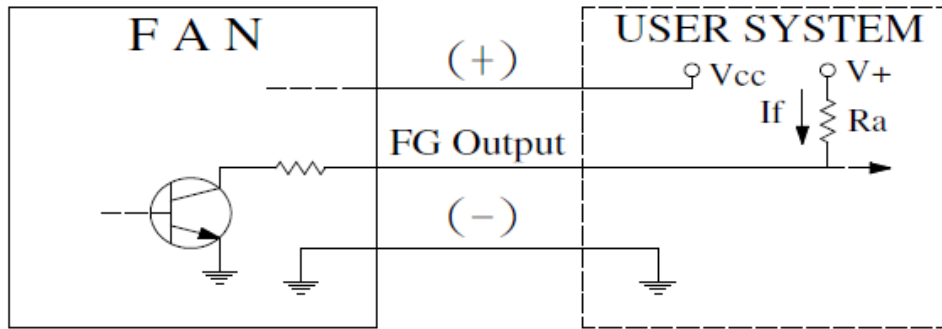 F A N
USER SYSTEM
(+)
Vcc
V+
If
Ra
FG Output
(−)